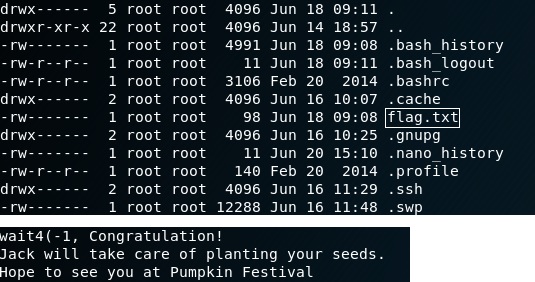 drwx------  5 root root  4096 Jun 18 09:11 .
drwxr-xr-x 22 root root  4096 Jun 14 18:57 ..
-rw-------  1 root root  4991 Jun 18 09:08 .bash_history
-rw-r--r--  1 root root    11 Jun 18 09:11 .bash_logout
-rw-r--r--  1 root root  3106 Feb 20  2014 .bashrc
drwx------  2 root root  4096 Jun 16 10:07 .cache
-rw-------  1 root root    98 Jun 18 09:08 flag.txt
drwx------  2 root root  4096 Jun 16 10:25 .gnupg
-rw-------  1 root root    11 Jun 20 15:10 .nano_history
-rw-r--r--  1 root root   140 Feb 20  2014 .profile
drwx------  2 root root  4096 Jun 16 11:29 .ssh
-rw-------  1 root root 12288 Jun 16 11:48 .swp
wait4(-1, Congratulation!
Jack will take care of planting your seeds.
Hope to see you at Pumpkin Festival